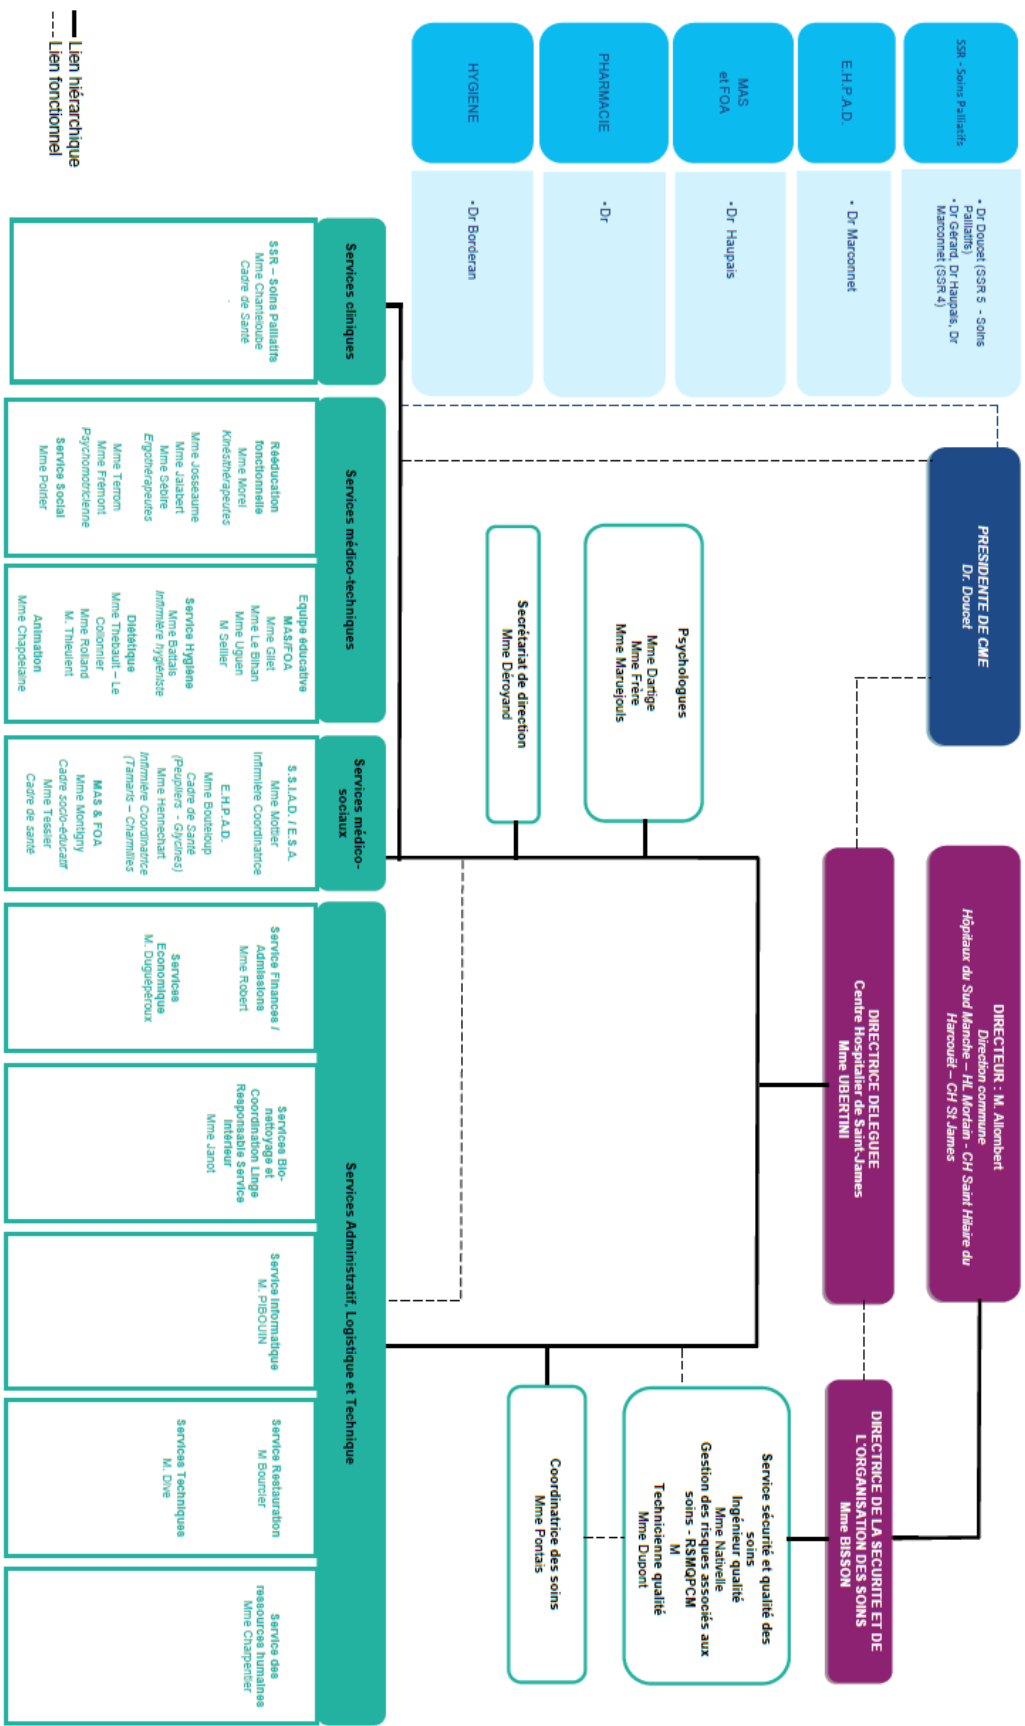 DIRECTEUR : M. Allombert
Direction commune
Hôpitaux du Sud Manche – HL Mortain - CH Saint Hilaire du
Harcouët – CH St James
PRESIDENTE DE CME
Dr. Doucet
DIRECTRICE DELEGUEE
Centre Hospitalier de Saint-James
Mme UBERTINI
DIRECTRICE DE LA SECURITE ET DE
L'ORGANISATION DES SOINS
Mme BISSON
SSR - Soins Palliatifs
• Dr Doucet (SSR 5 - Soins
Palliatifs)
• Dr Gérard, Dr Haupais, Dr
Marconnet (SSR 4)
E.H.P.A.D.
• Dr Marconnet
MAS
et FOA
• Dr Haupais
PHARMACIE
• Dr
HYGIENE
• Dr Borderan
Psychologues
Mme Dartige
Mme Frère
Mme Maruejouls
Secrétariat de direction
Mme Déroyand
Service sécurité et qualité des
soins
Ingénieur qualité
Mme Nativelle
Gestion des risques associés aux
soins - RSMQPCM
M
Technicienne qualité
Mme Dupont
Coordinatrice des soins
Mme Pontais
Services cliniques
SSR – Soins Palliatifs
Mme Chanteloube
Cadre de Santé
Services médico-techniques
Rééducation
fonctionnelle
Mme Morel
Kinésithérapeutes
Mme Josseaume
Mme Jalabert
Mme Sébire
Ergothérapeutes
Mme Terrom
Mme Frémont
Psychomotricienne
Service Social
Mme Poirier
Equipe éducative
MAS/FOA
Mme Gilet
Mme Le Bihan
Mme Uguen
M Seiller
Service Hygiène
Mme Battais
Infirmière hygiéniste
Diététique
Mme Thebault – Le
Collonnier
Mme Rolland
M. Thieulent
Animation
Mme Chapdelaine
Services médico-
sociaux
S.S.I.A.D. / E.S.A.
Mme Mottier
Infirmière Coordinatrice
E.H.P.A.D.
Mme Bouteloup
Cadre de Santé
(Peupliers - Glycines)
Mme Hennechart
Infirmière Coordinatrice
(Tamaris – Charmilles)
MAS & FOA
Mme Montigny
Cadre socio-éducatif
Mme Tessier
Cadre de santé
Services Administratif, Logistique et Technique
Service Finances /
Admissions
Mme Robert
Services
Economique
M. Duguépéroux
Services Bio-
nettoyage et
Coordination Linge
Responsable Service
Intérieur
Mme Janot
Service Informatique
M. PIBOUIN
Service Restauration
M Bourcier
Services Techniques
M. Dive
Service des
ressources humaines
Mme Charpentier
Lien hiérarchique
Lien fonctionnel